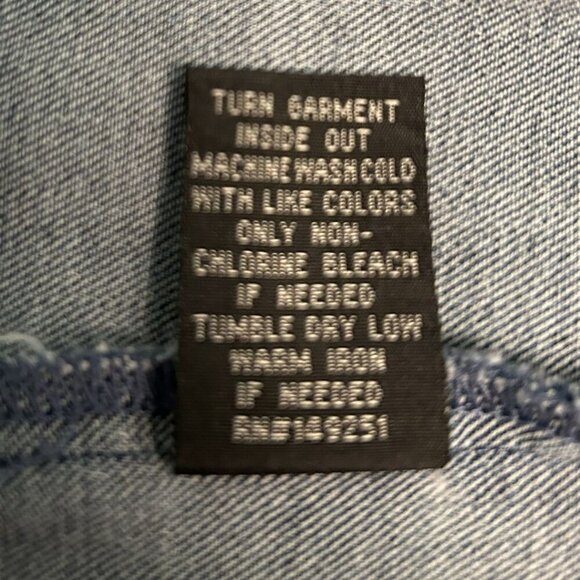 TURN GARMENT
INSIDE OUT
MACHINE WASH COLD
WITH LIKE COLORS
ONLY NON-
CHLORINE BLEACH
IF NEEDED
TUMBLE DRY LOW
WARM IRON
IF NEEDED
RN#149251